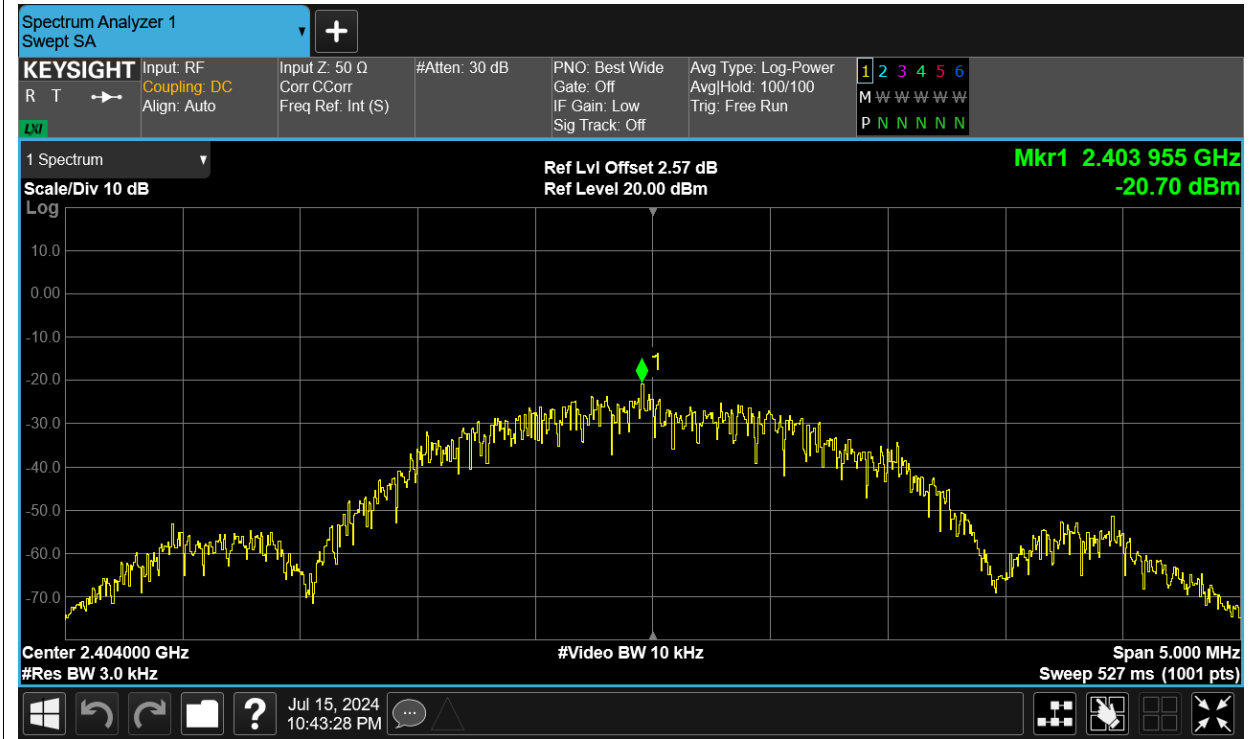 Spectrum Analyzer 1
Swept SA
+
KEYSIGHT
R T
LXI
Input: RF
Coupling: DC
Align: Auto
Input Z: 50 Ω
Corr CCorr
Freq Ref: Int (S)
#Atten: 30 dB
PNO: Best Wide
Gate: Off
IF Gain: Low
Sig Track: Off
Avg Type: Log-Power
Avg|Hold: 100/100
Trig: Free Run
1 2 3 4 5 6
M W W W W W W
P N N N N N N
1 Spectrum
Scale/Div 10 dB
Log
Ref Lvl Offset 2.57 dB
Ref Level 20.00 dBm
Mkr1 2.403 955 GHz
-20.70 dBm
10.0
0.00
-10.0
1
-20.0
-30.0
-40.0
-50.0
-60.0
-70.0
Center 2.404000 GHz
#Res BW 3.0 kHz
#Video BW 10 kHz
Span 5.000 MHz
Sweep 527 ms (1001 pts)
?
Jul 15, 2024
10:43:28 PM